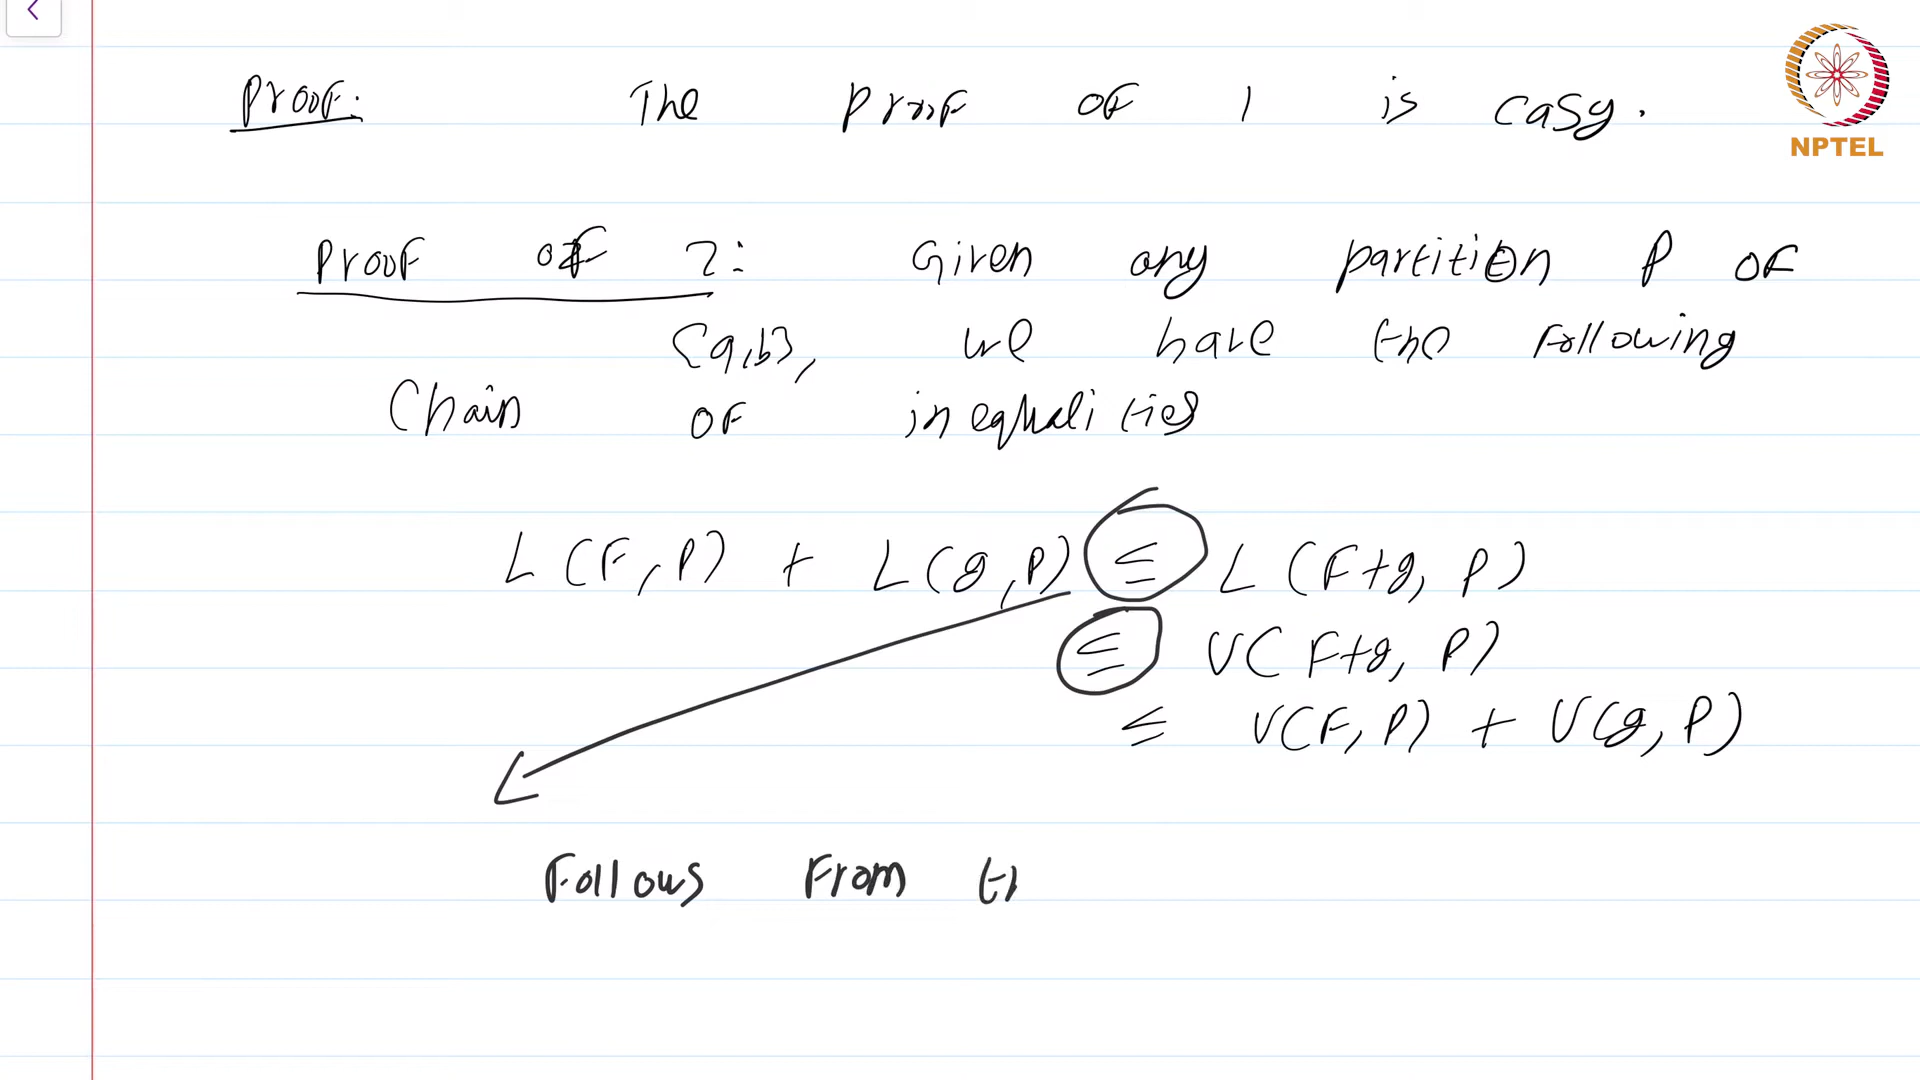 Proof: The proof of 1 is easy.
NPTEL
Proof of 2: Given any partition P of
[a,b], we have the following
Chain of inequalities
L(F,P) + L(g,P) ≤ L(F+g, P)
≤ U(F+g, P)
≤ U(F,P) + U(g,P)
Follows From th